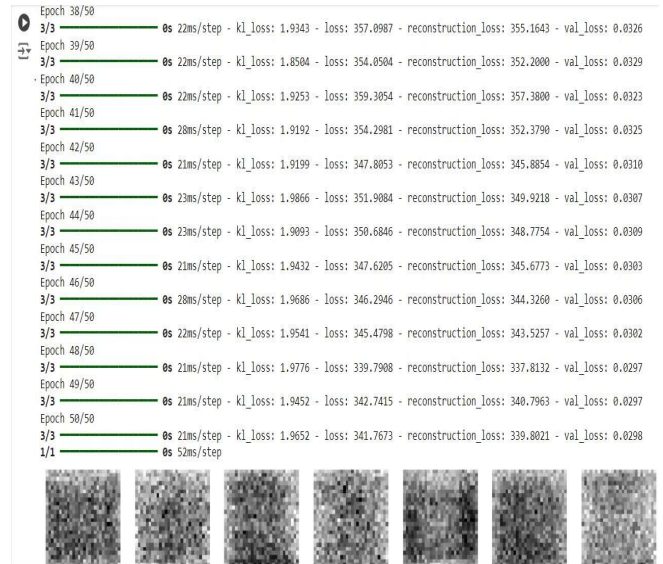 Epoch 38/50
3/3 0s 22ms/step - kl_loss: 1.9343 - loss: 357.0987 - reconstruction_loss: 355.1643 - val_loss: 0.0326
Epoch 39/50
3/3 0s 22ms/step - kl_loss: 1.8504 - loss: 354.0504 - reconstruction_loss: 352.2000 - val_loss: 0.0329
Epoch 40/50
3/3 0s 22ms/step - kl_loss: 1.9253 - loss: 359.3054 - reconstruction_loss: 357.3800 - val_loss: 0.0323
Epoch 41/50
3/3 0s 28ms/step - kl_loss: 1.9192 - loss: 354.2981 - reconstruction_loss: 352.3790 - val_loss: 0.0325
Epoch 42/50
3/3 0s 21ms/step - kl_loss: 1.9199 - loss: 347.8053 - reconstruction_loss: 345.8854 - val_loss: 0.0310
Epoch 43/50
3/3 0s 23ms/step - kl_loss: 1.9866 - loss: 351.9084 - reconstruction_loss: 349.9218 - val_loss: 0.0307
Epoch 44/50
3/3 0s 23ms/step - kl_loss: 1.9093 - loss: 350.6846 - reconstruction_loss: 348.7754 - val_loss: 0.0309
Epoch 45/50
3/3 0s 21ms/step - kl_loss: 1.9432 - loss: 347.6205 - reconstruction_loss: 345.6773 - val_loss: 0.0303
Epoch 46/50
3/3 0s 28ms/step - kl_loss: 1.9686 - loss: 346.2946 - reconstruction_loss: 344.3260 - val_loss: 0.0306
Epoch 47/50
3/3 0s 22ms/step - kl_loss: 1.9541 - loss: 345.4798 - reconstruction_loss: 343.5257 - val_loss: 0.0302
Epoch 48/50
3/3 0s 21ms/step - kl_loss: 1.9776 - loss: 339.7908 - reconstruction_loss: 337.8132 - val_loss: 0.0297
Epoch 49/50
3/3 0s 21ms/step - kl_loss: 1.9452 - loss: 342.7415 - reconstruction_loss: 340.7963 - val_loss: 0.0297
Epoch 50/50
3/3 0s 21ms/step - kl_loss: 1.9652 - loss: 341.7673 - reconstruction_loss: 339.8021 - val_loss: 0.0298
1/1 0s 52ms/step